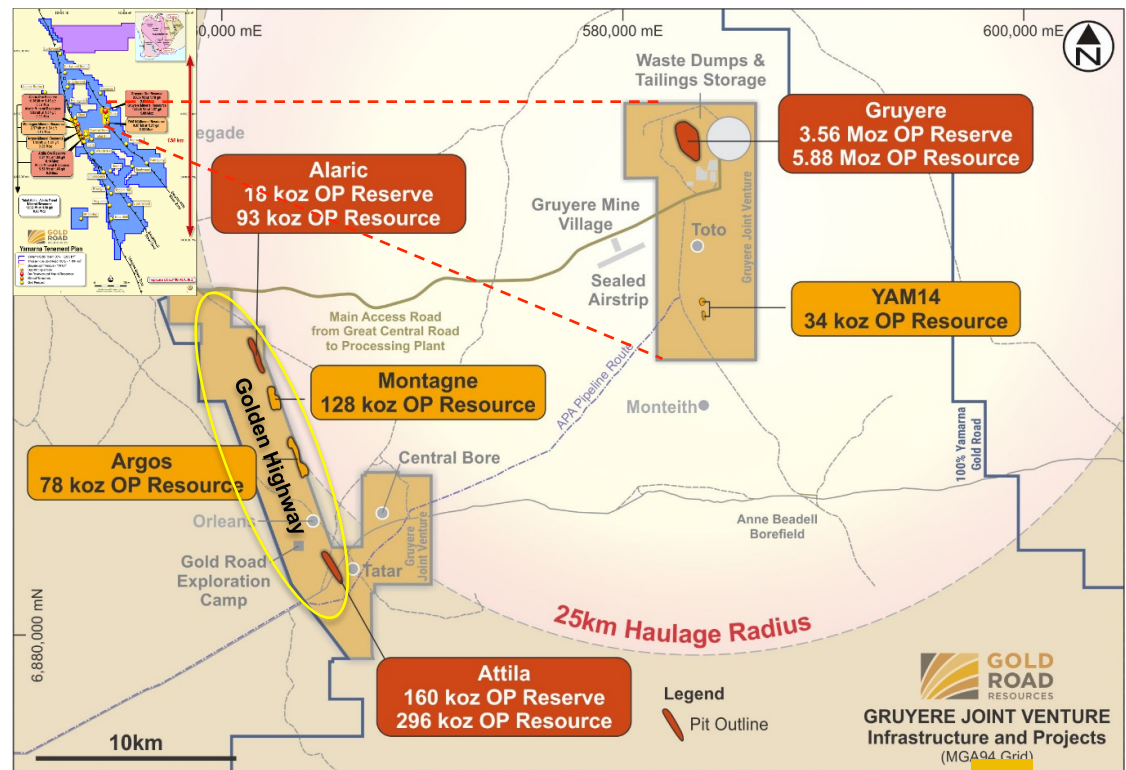 60,000 mE
580,000 mE
600,000 mE
N
Waste Dumps &
Tailings Storage
Gruyere
3.56 Moz OP Reserve
5.88 Moz OP Resource
egade
Alaric
18 koz OP Reserve
93 koz OP Resource
Gruyere Mine
Village
Toto
Gruyere Joint Venture
Sealed
Airstrip
YAM14
34 koz OP Resource
Main Access Road
from Great Central Road
to Processing Plant
APA Pipeline Route
Montagne
128 koz OP Resource
Monteith
Golden Highway
Argos
78 koz OP Resource
Central Bore
100% Yamarna
Gold Road
Orleans
Anne Beadell
Borefield
Gold Road
Exploration
Camp
Gruyere
Joint Venture
Tatar
25km Haulage Radius
6,880,000 mN
Attila
160 koz OP Reserve
296 koz OP Resource
Legend
Pit Outline
GOLD
ROAD
RESOURCES
GRUYERE JOINT VENTURE
Infrastructure and Projects
(MGA94 Grid)
10km
GOLD
ROAD
Yamarna Tenement Plan